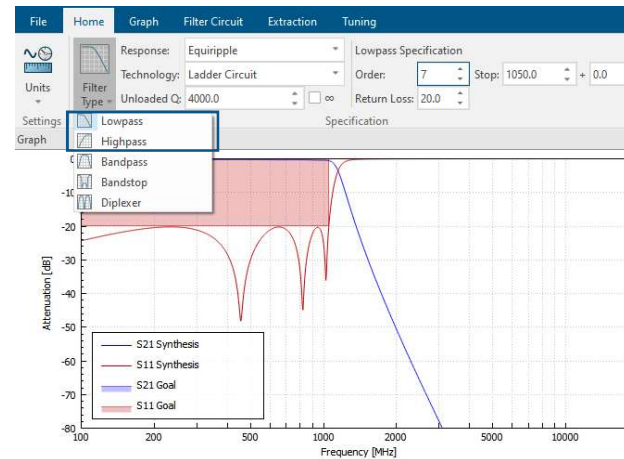 File Home Graph Filter Circuit Extraction Tuning
Response: Equiripple Lowpass Specification
Technology: Ladder Circuit Order: 7 Stop: 1050.0 + 0.0
Units Filter Type Unloaded Q: 4000.0 ∞ Return Loss: 20.0
Settings Lowpass Specification
Graph Highpass
Bandpass
Bandstop
Diplexer
0
-10
-20
-30
-40
-50
-60
-70
-80
Attenuation [dB]
S21 Synthesis
S11 Synthesis
S21 Goal
S11 Goal
100 200 500 1000 2000 5000 10000
Frequency [MHz]